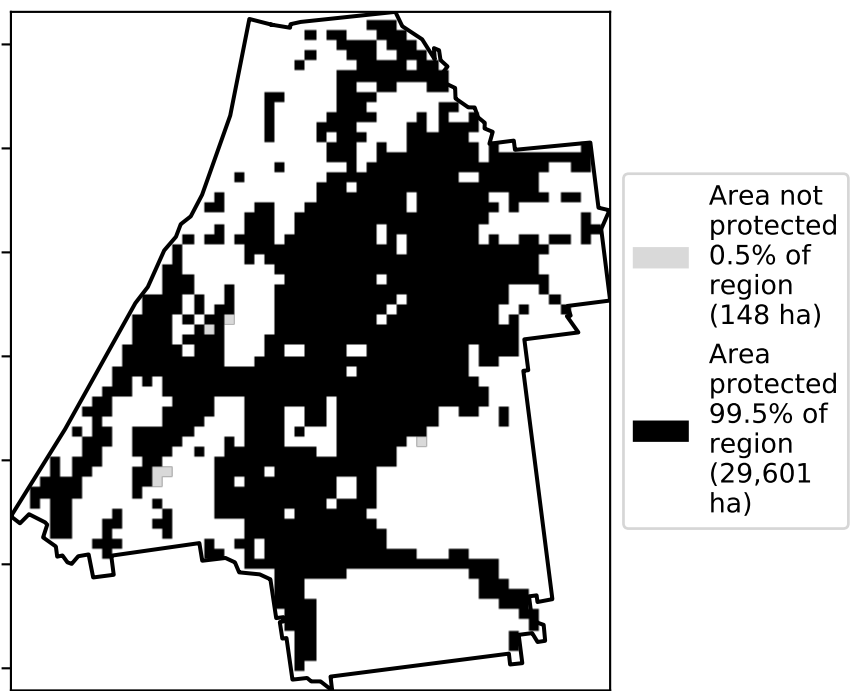 Area not
protected
0.5% of
region
(148 ha)
Area
protected
99.5% of
region
(29,601
ha)